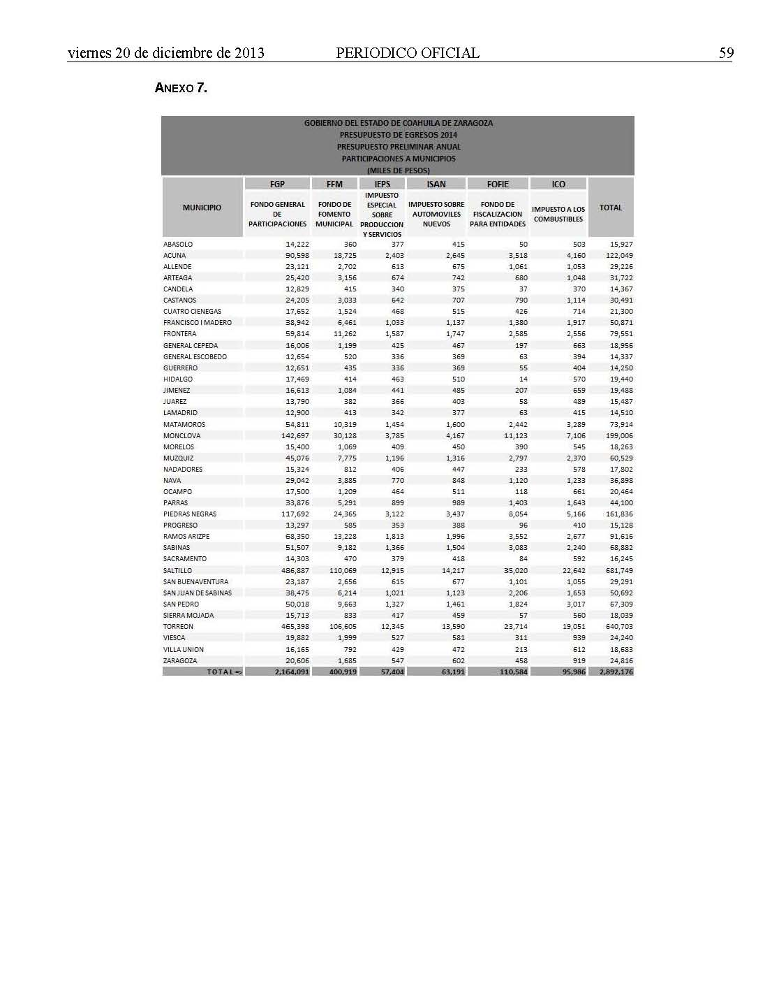 viernes 20 de diciembre de 2013 PERIODICO OFICIAL 59
ANEXO 7.
GOBIERNO DEL ESTADO DE COAHUILA DE ZARAGOZA
PRESUPUESTO DE EGRESOS 2014
PRESUPUESTO PRELIMINAR ANUAL
PARTICIPACIONES A MUNICIPIOS
(MILES DE PESOS)
MUNICIPIO FGP FFM IEPS ISAN FOFIE ICO TOTAL
FONDO GENERAL DE PARTICIPACIONES FONDO DE FOMENTO MUNICIPAL IMPUESTO ESPECIAL SOBRE PRODUCCION Y SERVICIOS IMPUESTO SOBRE AUTOMOVILES NUEVOS FONDO DE FISCALIZACION PARA ENTIDADES IMPUESTO A LOS COMBUSTIBLES
ABASOLO 14,222 360 377 415 50 503 15,927
ACUNA 90,598 18,725 2,403 2,645 3,518 4,160 122,049
ALLENDE 23,121 2,702 613 675 1,061 1,053 29,226
ARTEAGA 25,420 3,156 674 742 680 1,048 31,722
CANDELA 12,829 415 340 375 37 370 14,367
CASTANOS 24,205 3,033 642 707 790 1,114 30,491
CUATRO CIENEGAS 17,652 1,524 468 515 426 714 21,300
FRANCISCO I MADERO 38,942 6,461 1,033 1,137 1,380 1,917 50,871
FRONTERA 59,814 11,262 1,587 1,747 2,585 2,556 79,551
GENERAL CEPEDA 16,006 1,199 425 467 197 663 18,956
GENERAL ESCOBEDO 12,654 520 336 369 63 394 14,337
GUERRERO 12,651 435 336 369 55 404 14,250
HIDALGO 17,469 414 463 510 14 570 19,440
JIMENEZ 16,613 1,084 441 485 207 659 19,488
JUAREZ 13,790 382 366 403 58 489 15,487
LAMADRID 12,900 413 342 377 63 415 14,510
MATAMOROS 54,811 10,319 1,454 1,600 2,442 3,289 73,914
MONCLOVA 142,697 30,128 3,785 4,167 11,123 7,106 199,006
MORELOS 15,400 1,069 409 450 390 545 18,263
MUZQUIZ 45,076 7,775 1,196 1,316 2,797 2,370 60,529
NADADORES 15,324 812 406 447 233 578 17,802
NAVA 29,042 3,885 770 848 1,120 1,233 36,898
OCAMPO 17,500 1,209 464 511 118 661 20,464
PARRAS 33,876 5,291 899 989 1,403 1,643 44,100
PIEDRAS NEGRAS 117,692 24,365 3,122 3,437 8,054 5,166 161,836
PROGRESO 13,297 585 353 388 96 410 15,128
RAMOS ARIZPE 68,350 13,228 1,813 1,996 3,552 2,677 91,616
SABINAS 51,507 9,182 1,366 1,504 3,083 2,240 68,882
SACRAMENTO 14,303 470 379 418 84 592 16,245
SALTILLO 486,887 110,069 12,915 14,217 35,020 22,642 681,749
SAN BUENAVENTURA 23,187 2,656 615 677 1,101 1,055 29,291
SAN JUAN DE SABINAS 38,475 6,214 1,021 1,123 2,206 1,653 50,692
SAN PEDRO 50,018 9,663 1,327 1,461 1,824 3,017 67,309
SIERRA MOJADA 15,713 833 417 459 57 560 18,039
TORREON 465,398 106,605 12,345 13,590 23,714 19,051 640,703
VIESCA 19,882 1,999 527 581 311 939 24,240
VILLA UNION 16,165 792 429 472 213 612 18,683
ZARAGOZA 20,606 1,685 547 602 458 919 24,816
TOTAL=> 2,164,091 400,919 57,404 63,191 110,584 95,986 2,892,176